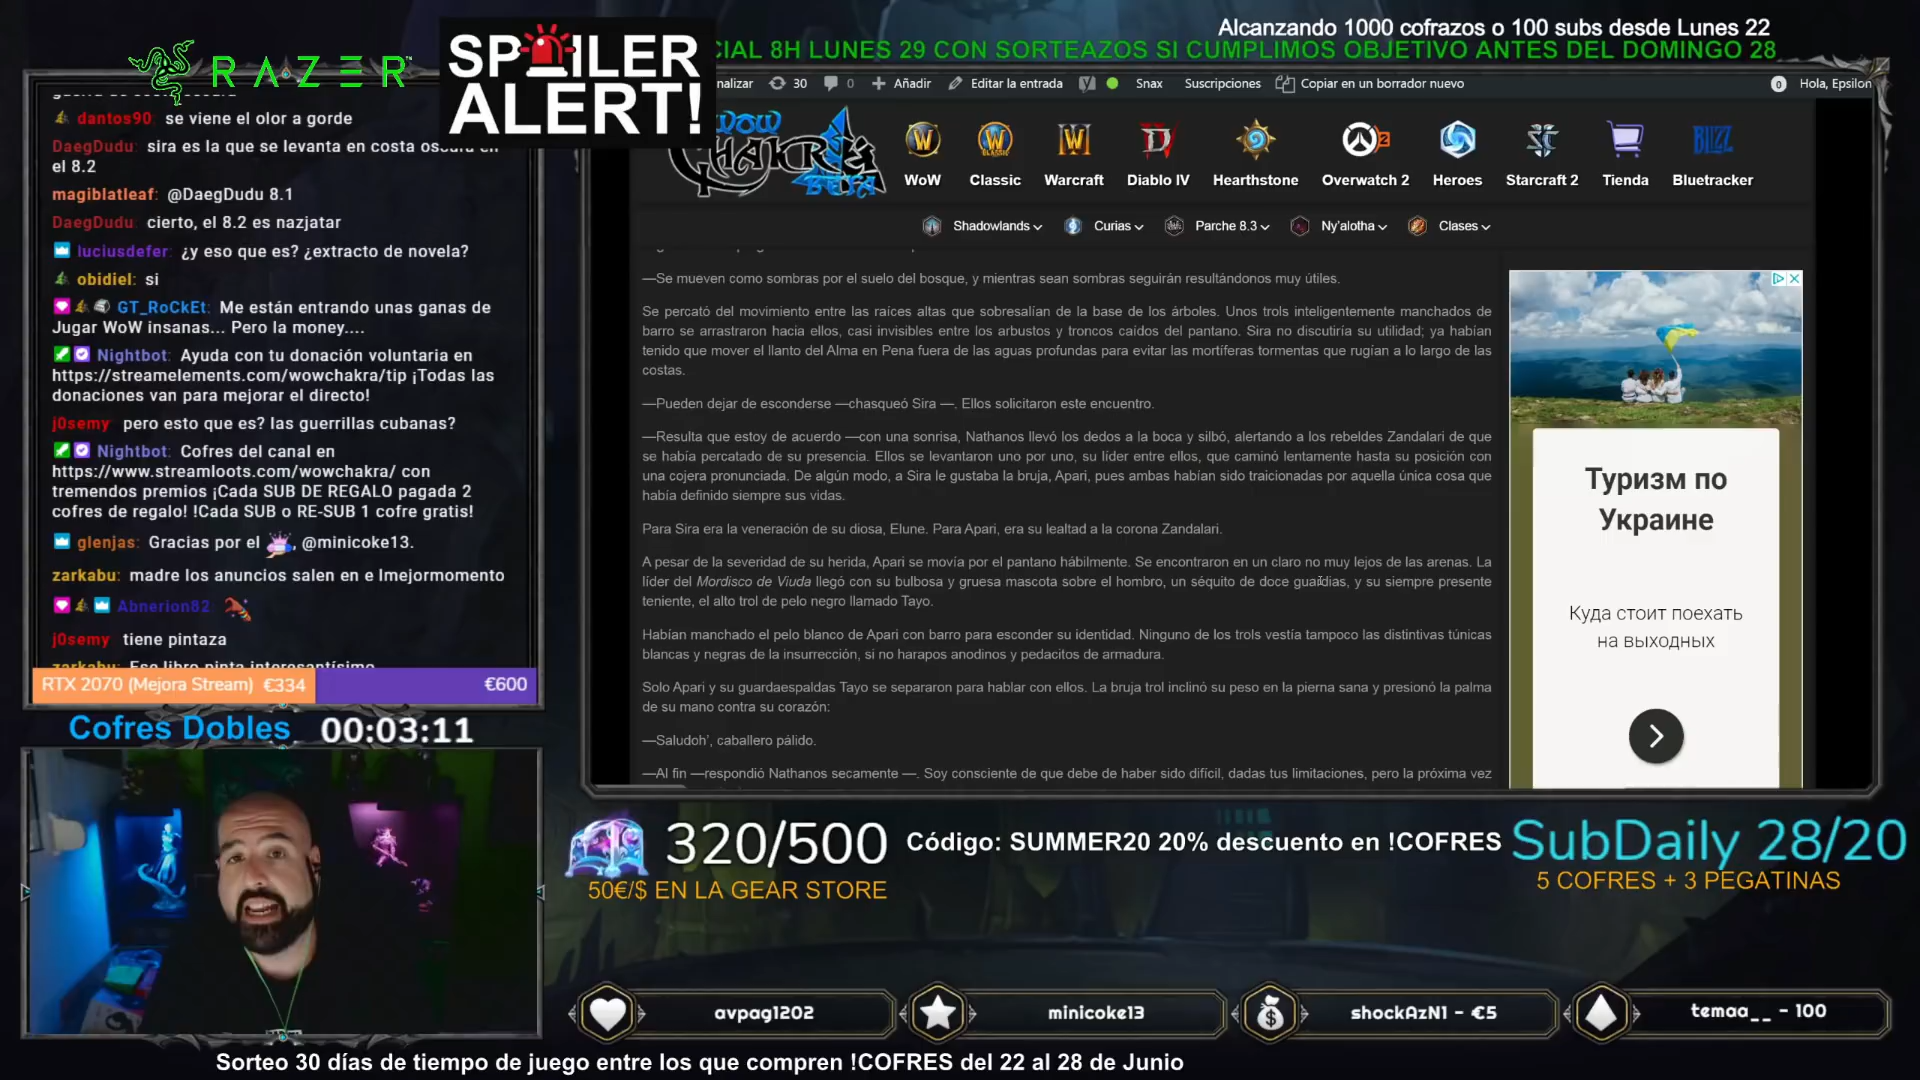 Alcanzando 1000 cofrazos o 100 subs desde Lunes 22
CIAL 8H LUNES 29 CON SORTEAZOS SI CUMPLIMOS OBJETIVO ANTES DEL DOMINGO 28
RAZER
SPOILER
ALERT!
dantos90: se viene el olor a gorde
DaegDudu: sira es la que se levanta en costa oscura en
el 8.2
magiblatleaf: @DaegDudu 8.1
DaegDudu: cierto, el 8.2 es nazjatar
luciusdefer: ¿y eso que es? ¿extracto de novela?
obidiel: si
GT_RoCkEt: Me están entrando unas ganas de
Jugar WoW insanas... Pero la money....
Nightbot: Ayuda con tu donación voluntaria en
https://streamelements.com/wowchakra/tip ¡Todas las
donaciones van para mejorar el directo!
j0semy: pero esto que es? las guerrillas cubanas?
Nightbot: Cofres del canal en
https://www.streamloots.com/wowchakra/ con
tremendos premios ¡Cada SUB DE REGALO pagada 2
cofres de regalo! !Cada SUB o RE-SUB 1 cofre gratis!
glenjas: Gracias por el , @minicoke13.
zarkabu: madre los anuncios salen en e lmejormomento
Abnerion82:
j0semy: tiene pintaza
zarkabu: Ese libro pinta interesantísimo
RTX 2070 (Mejora Stream) €334 €600
Cofres Dobles 00:03:11
nalizar 30 0 Añadir Editar la entrada Snax Suscripciones Copiar en un borrador nuevo 0 Hola, Epsilon
WOW
CHAKRA
BETA
WoW Classic Warcraft Diablo IV Hearthstone Overwatch 2 Heroes Starcraft 2 Tienda Bluetracker
Shadowlands Curias Parche 8.3 Ny'alotha Clases
—Se mueven como sombras por el suelo del bosque, y mientras sean sombras seguirán resultándonos muy útiles.
Se percató del movimiento entre las raíces altas que sobresalían de la base de los árboles. Unos trols inteligentemente manchados de
barro se arrastraron hacia ellos, casi invisibles entre los arbustos y troncos caídos del pantano. Sira no discutiría su utilidad; ya habían
tenido que mover el llanto del Alma en Pena fuera de las aguas profundas para evitar las mortíferas tormentas que rugían a lo largo de las
costas.
—Pueden dejar de esconderse —chasqueó Sira —. Ellos solicitaron este encuentro.
—Resulta que estoy de acuerdo —con una sonrisa, Nathanos llevó los dedos a la boca y silbó, alertando a los rebeldes Zandalari de que
se había percatado de su presencia. Ellos se levantaron uno por uno, su líder entre ellos, que caminó lentamente hasta su posición con
una cojera pronunciada. De algún modo, a Sira le gustaba la bruja, Apari, pues ambas habían sido traicionadas por aquella única cosa que
había definido siempre sus vidas.
Para Sira era la veneración de su diosa, Elune. Para Apari, era su lealtad a la corona Zandalari.
A pesar de la severidad de su herida, Apari se movía por el pantano hábilmente. Se encontraron en un claro no muy lejos de las arenas. La
líder del Mordisco de Viuda llegó con su bulbosa y gruesa mascota sobre el hombro, un séquito de doce guardias, y su siempre presente
teniente, el alto trol de pelo negro llamado Tayo.
Habían manchado el pelo blanco de Apari con barro para esconder su identidad. Ninguno de los trols vestía tampoco las distintivas túnicas
blancas y negras de la insurrección, si no harapos anodinos y pedacitos de armadura.
Solo Apari y su guardaespaldas Tayo se separaron para hablar con ellos. La bruja trol inclinó su peso en la pierna sana y presionó la palma
de su mano contra su corazón:
—Saludoh', caballero pálido.
—Al fin —respondió Nathanos secamente —. Soy consciente de que debe de haber sido difícil, dadas tus limitaciones, pero la próxima vez
Туризм по
Украине
Куда стоит поехать
на выходных
320/500
50€/$ EN LA GEAR STORE
Código: SUMMER20 20% descuento en !COFRES
SubDaily 28/20
5 COFRES + 3 PEGATINAS
avpag1202 minicoke13 shockAzN1 - €5 temaa__ - 100
Sorteo 30 días de tiempo de juego entre los que compren !COFRES del 22 al 28 de Junio